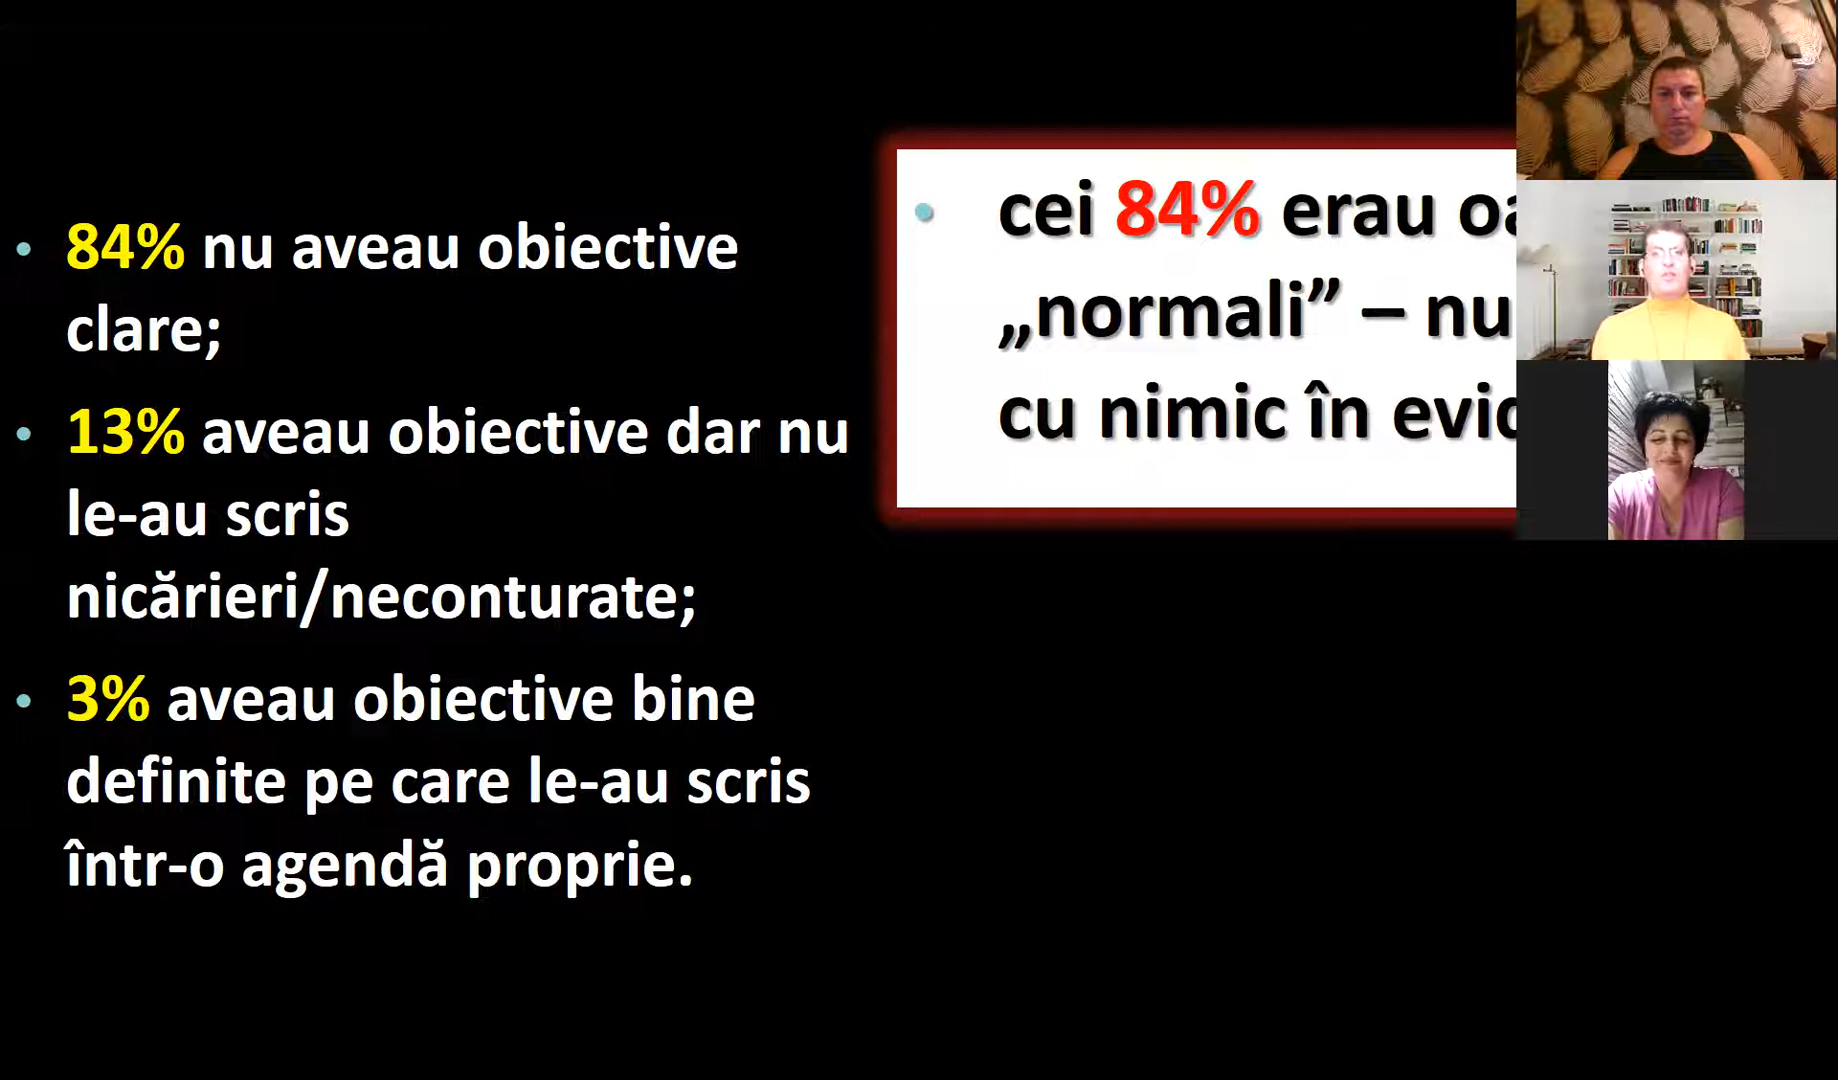 84% nu aveau obiective
clare;
13% aveau obiective dar nu
le-au scris
nicărieri/neconturate;
3% aveau obiective bine
definite pe care le-au scris
într-o agendă proprie.
cei 84% erau
„normali” – nu
cu nimic în